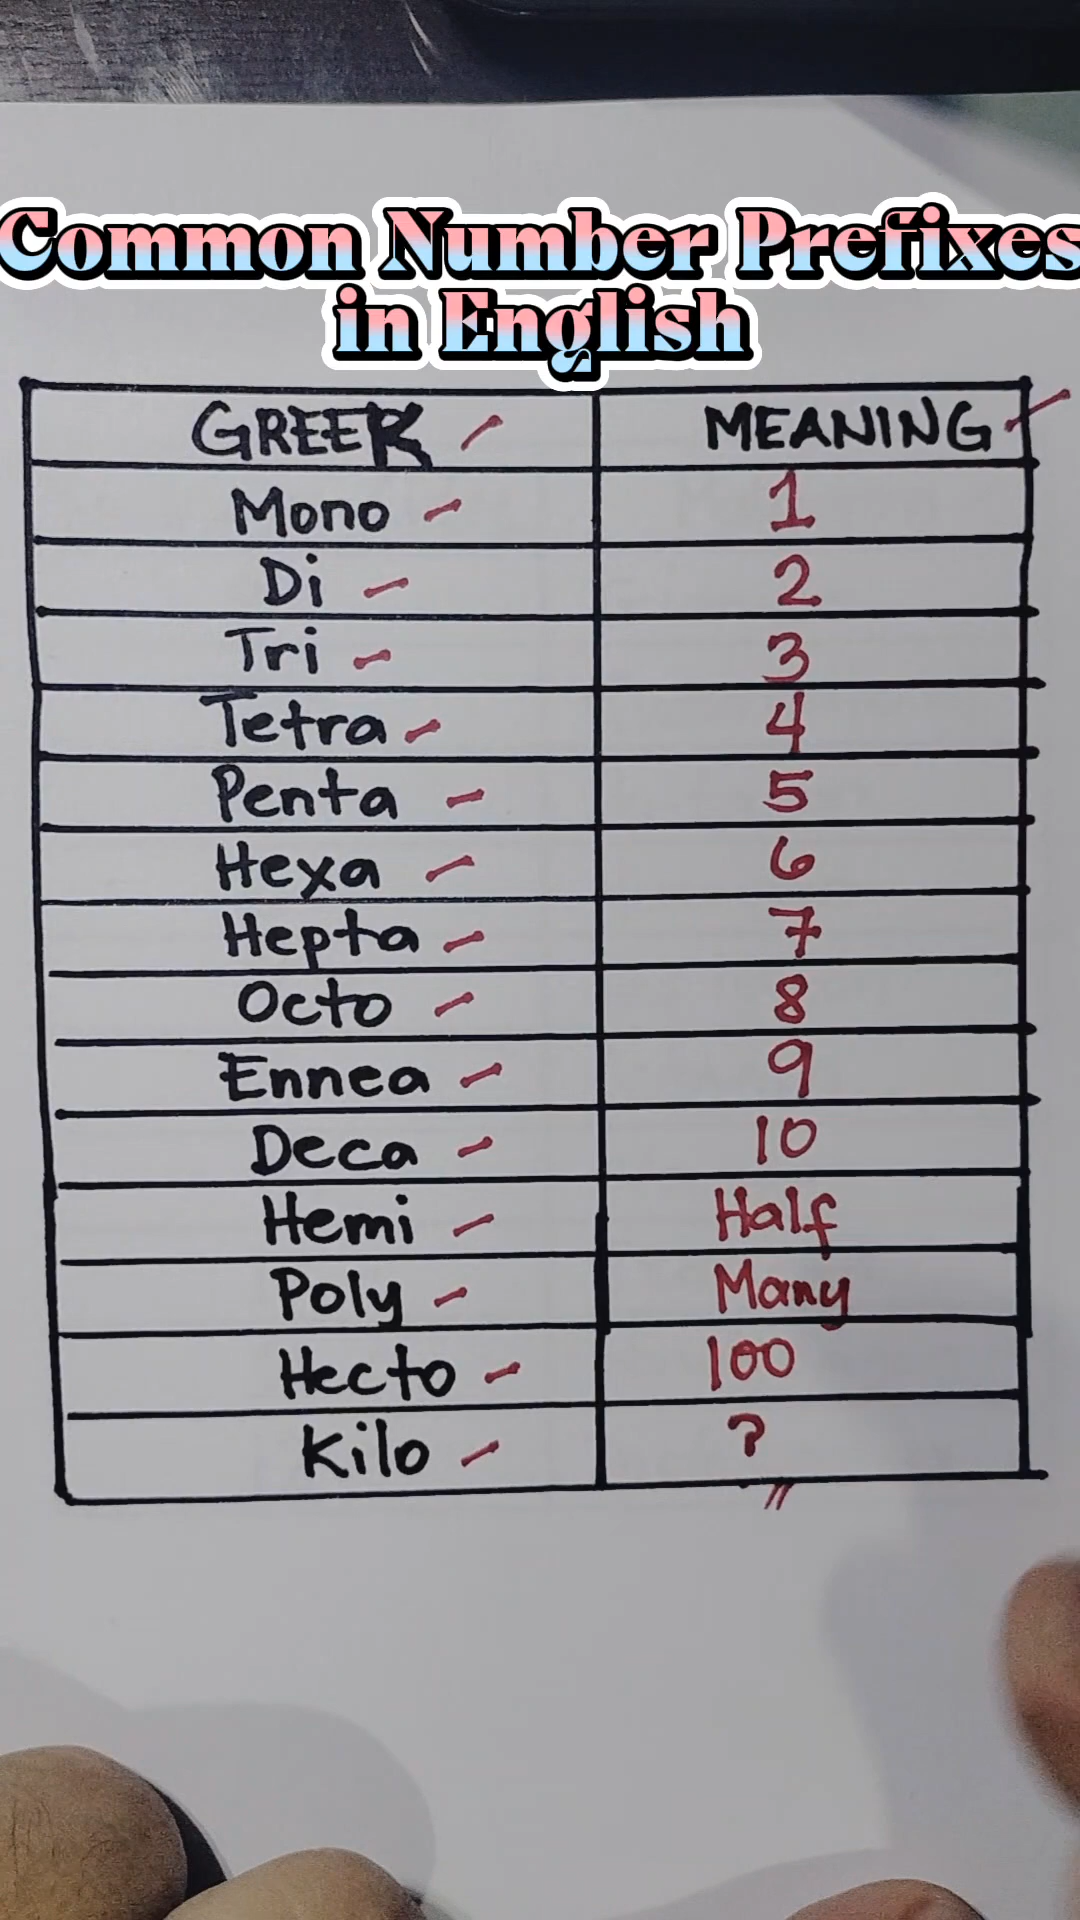 Common Number Prefixes
in English
GREEK MEANING
Mono 1
Di 2
Tri 3
Tetra 4
Penta 5
Hexa 6
Hepta 7
Octo 8
Ennea 9
Deca 10
Hemi Half
Poly Many
Hecto 100
Kilo ?